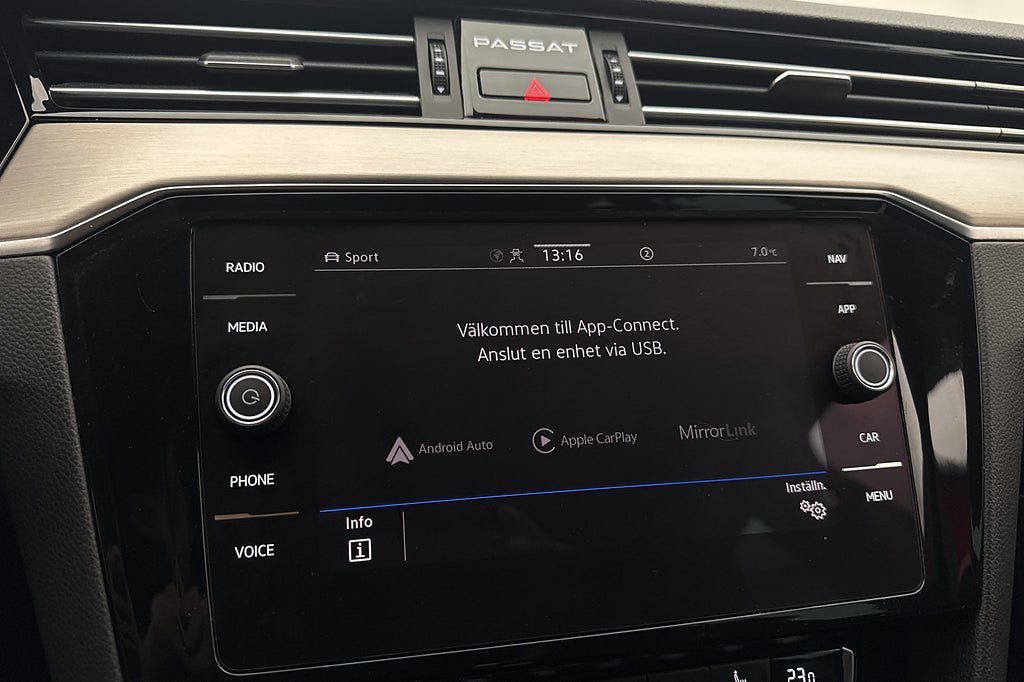 PASSAT
RADIO
MEDIA
PHONE
VOICE
Sport
13:16
2
7.0°C
Välkommen till App-Connect.
Anslut en enhet via USB.
Android Auto
Apple CarPlay
MirrorLink
Inställn.
Info
i
NAV
APP
CAR
MENU